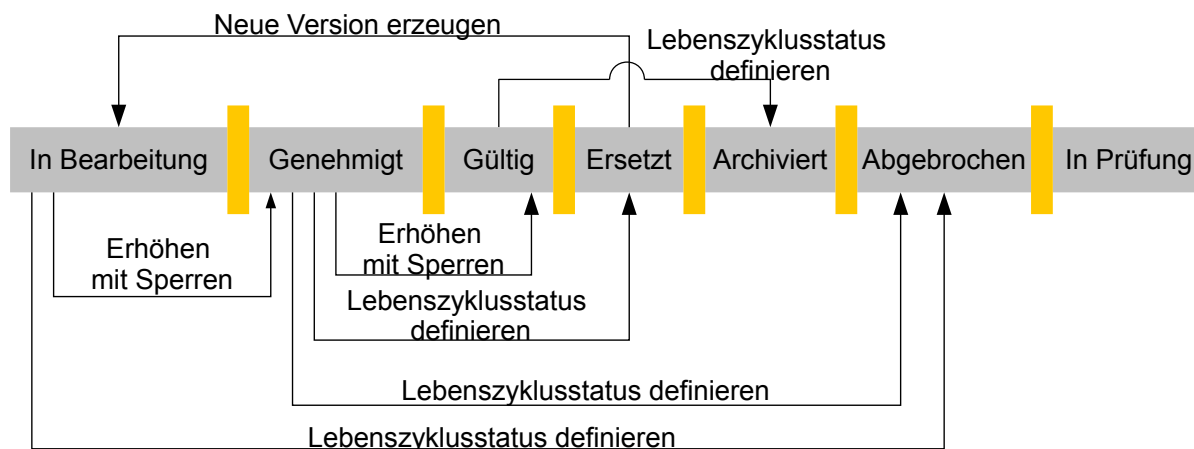 Neue Version erzeugen
Lebenszyklusstatus
definieren
In Bearbeitung
Genehmigt
Gültig
Ersetzt
Archiviert
Abgebrochen
In Prüfung
Erhöhen
mit Sperren
Erhöhen
mit Sperren
Lebenszyklusstatus
definieren
Lebenszyklusstatus definieren
Lebenszyklusstatus definieren